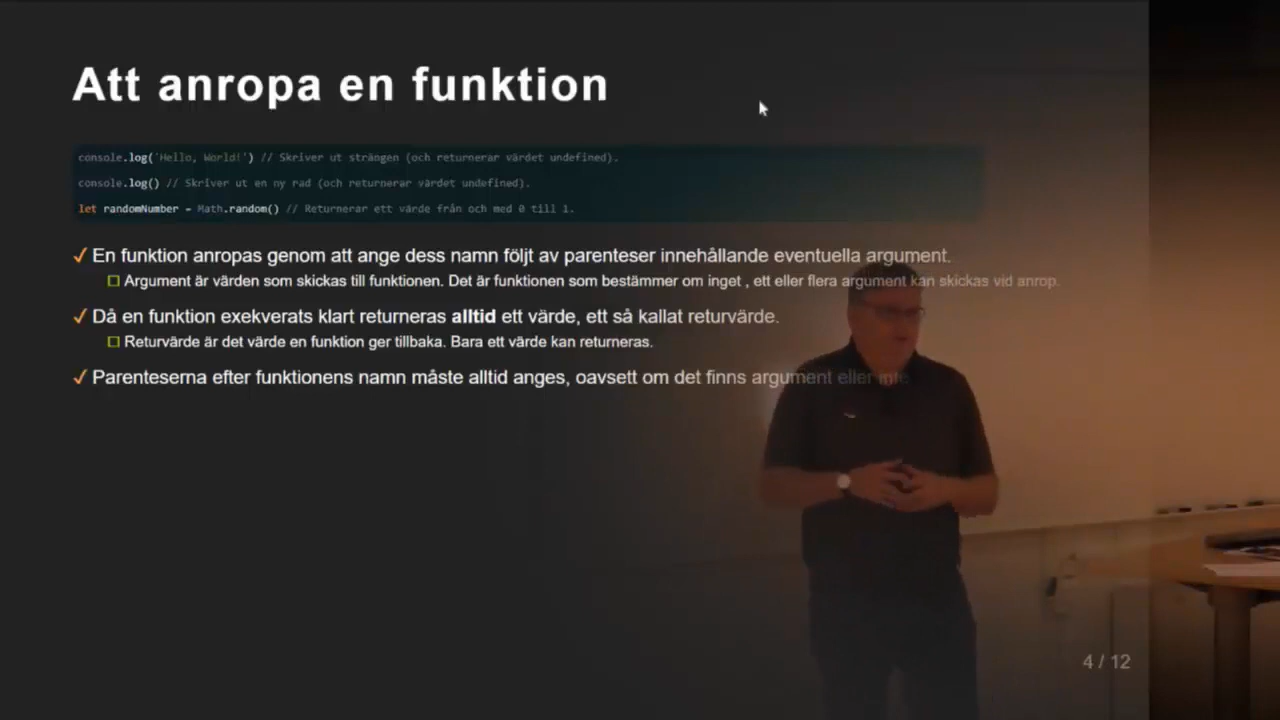 Att anropa en funktion
console.log('Hello, World!') // Skriver ut strängen (och returnerar värdet undefined).
console.log() // Skriver ut en ny rad (och returnerar värdet undefined).
let randomNumber = Math.random() // Returnerar ett värde från och med 0 till 1.
✓ En funktion anropas genom att ange dess namn följt av parenteser innehållande eventuella argument.
☐ Argument är värden som skickas till funktionen. Det är funktionen som bestämmer om inget , ett eller flera argument kan skickas vid anrop.
✓ Då en funktion exekverats klart returneras alltid ett värde, ett så kallat returvärde.
☐ Returvärde är det värde en funktion ger tillbaka. Bara ett värde kan returneras.
✓ Parenteserna efter funktionens namn måste alltid anges, oavsett om det finns argument eller inte
4 / 12